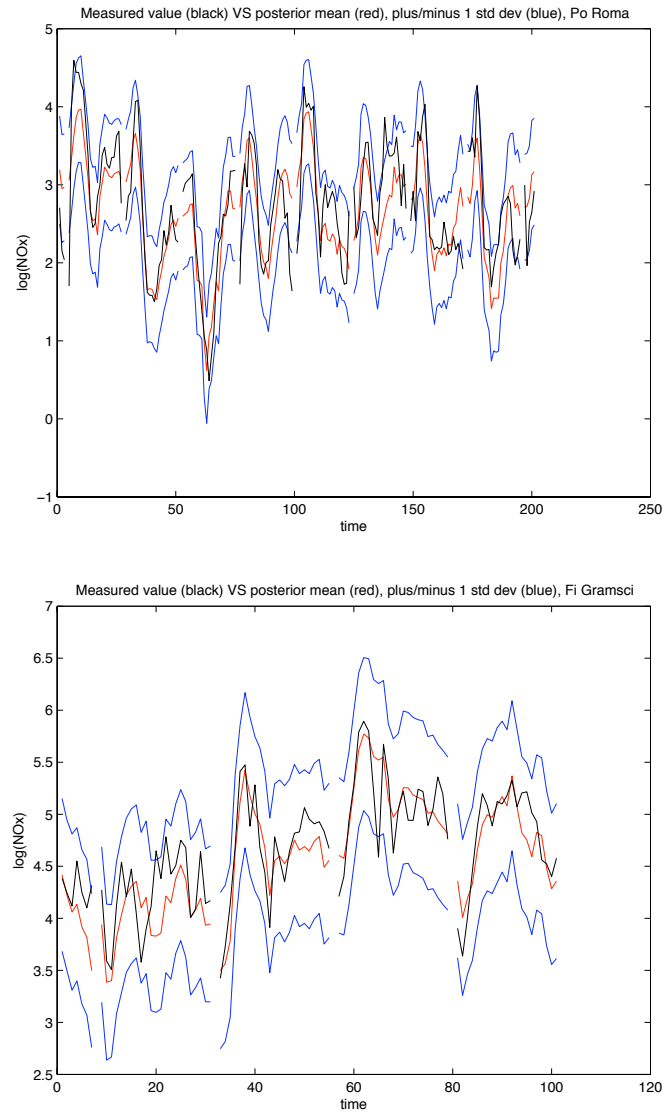 Measured value (black) VS posterior mean (red), plus/minus 1 std dev (blue), Po Roma
5
4
3
2
1
0
−1
log(NOx)
0 50 100 150 200 250
time
Measured value (black) VS posterior mean (red), plus/minus 1 std dev (blue), Fi Gramsci
7
6.5
6
5.5
5
4.5
4
3.5
3
2.5
log(NOx)
0 20 40 60 80 100 120
time